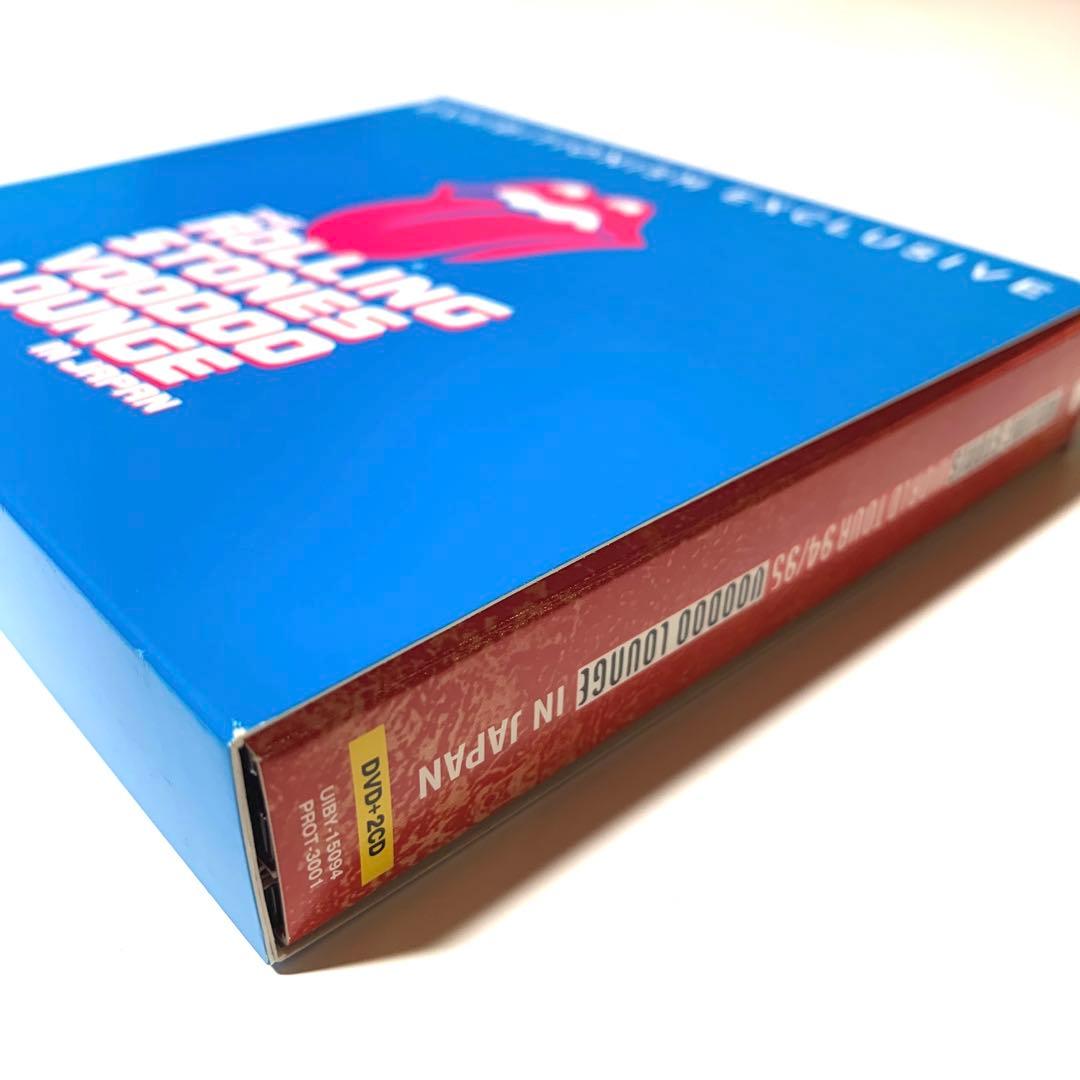 THE
ROLLING
STONES
VOODOO
LOUNGE
IN JAPAN
EXHIBITIONISM EXCLUSIVE
WORLD TOUR 94/95 VOODOO LOUNGE IN JAPAN
DVD+2CD
UIBY-15094
PROT-3001